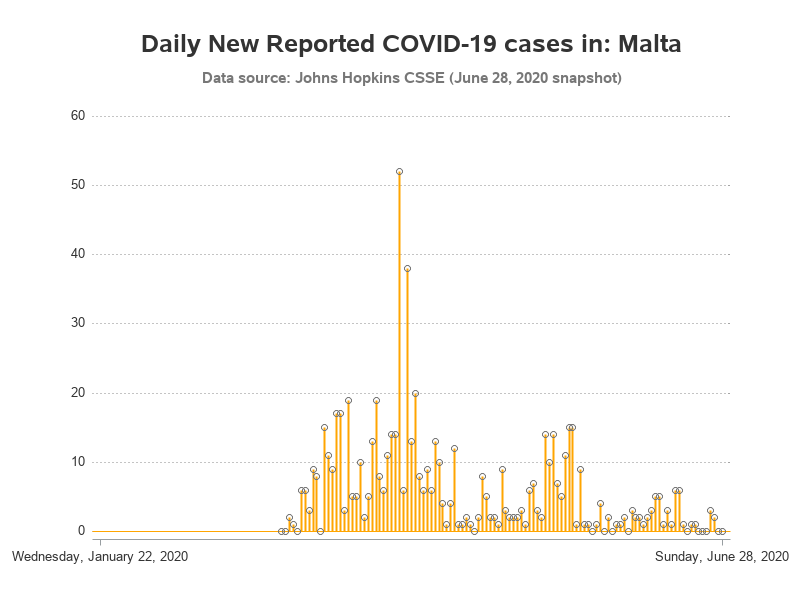 Daily New Reported COVID-19 cases in: Malta
Data source: Johns Hopkins CSSE (June 28, 2020 snapshot)
60
50
40
30
20
10
0
Wednesday, January 22, 2020
Sunday, June 28, 2020